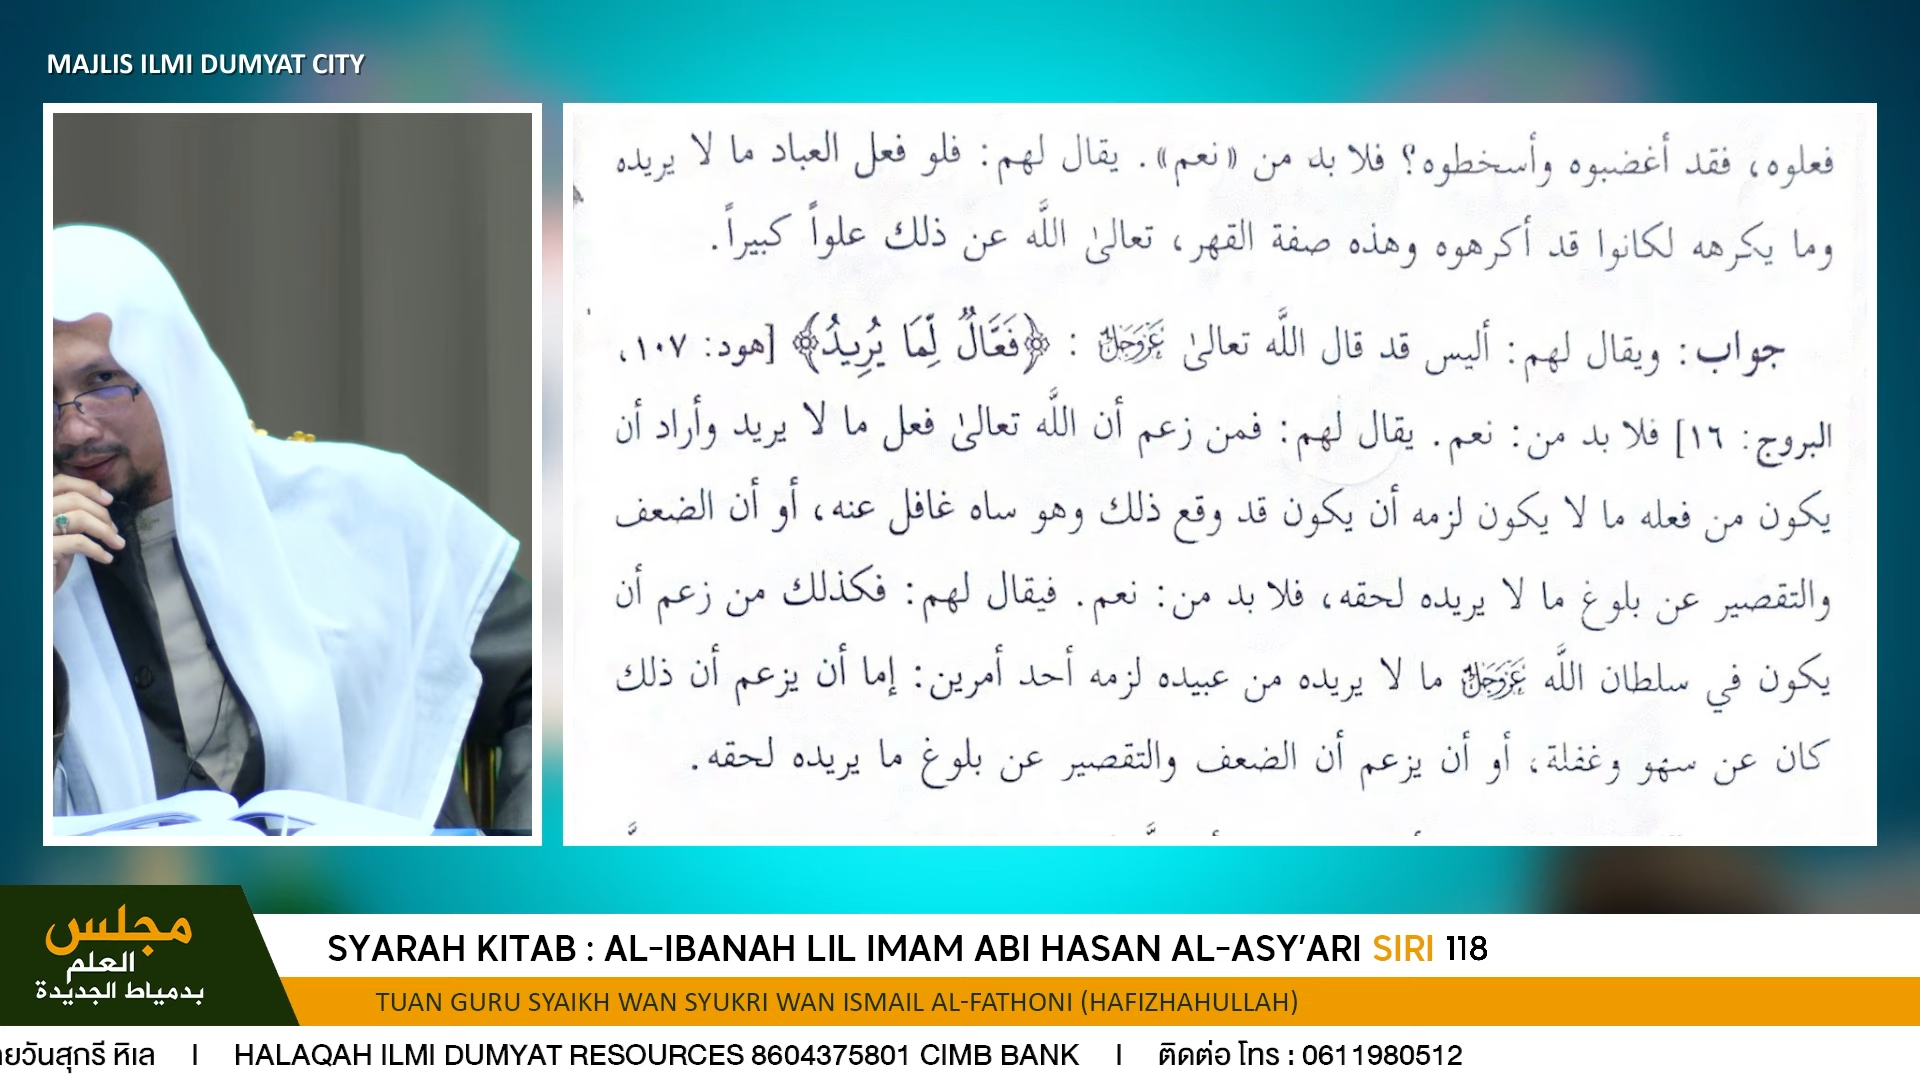 MAJLIS ILMI DUMYAT CITY
فعلوه، فقد أغضبوه وأسخطوه؟ فلا بد من «نعم». يقال لهم: فلو فعل العباد ما لا يريده
وما يكرهه لكانوا قد أكرهوه وهذه صفة القهر، تعالىٰ اللَّه عن ذلك علواً كبيراً.
جواب: ويقال لهم: أليس قد قال اللَّه تعالىٰ عَزَّوَجَلَّ : ﴿فَعَّالٌ لِّمَا يُرِيدُ﴾ [هود: ١٠٧،
البروج: ١٦] فلا بد من: نعم. يقال لهم: فمن زعم أن اللَّه تعالىٰ فعل ما لا يريد وأراد أن
يكون من فعله ما لا يكون لزمه أن يكون قد وقع ذلك وهو ساه غافل عنه، أو أن الضعف
والتقصير عن بلوغ ما لا يريده لحقه، فلا بد من: نعم. فيقال لهم: فكذلك من زعم أن
يكون في سلطان اللَّه عَزَّوَجَلَّ ما لا يريده من عبيده لزمه أحد أمرين: إما أن يزعم أن ذلك
كان عن سهو وغفلة، أو أن يزعم أن الضعف والتقصير عن بلوغ ما يريده لحقه.
مجلس
العلم
بدمياط الجديدة
SYARAH KITAB : AL-IBANAH LIL IMAM ABI HASAN AL-ASY'ARI SIRI 118
TUAN GURU SYAIKH WAN SYUKRI WAN ISMAIL AL-FATHONI (HAFIZHAHULLAH)
ยวันสุกรี หิเล | HALAQAH ILMI DUMYAT RESOURCES 8604375801 CIMB BANK | ติดต่อ โทร : 0611980512